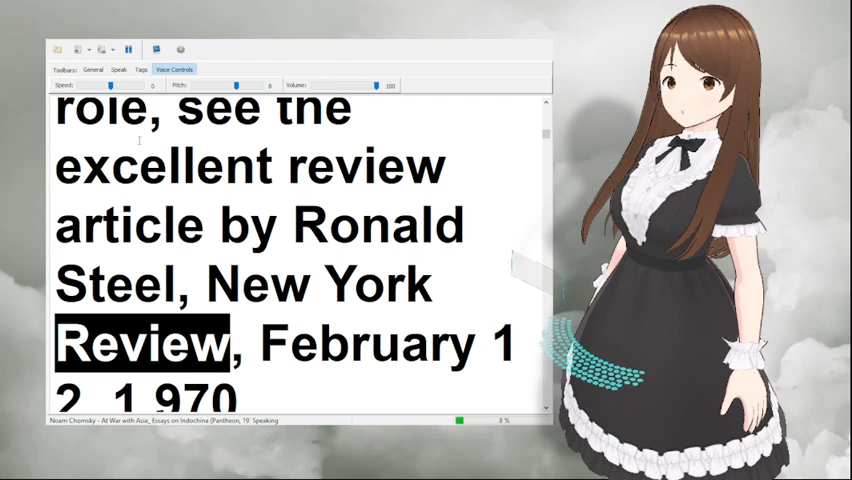 Toolbars: General Speak Tags Voice Controls
Speed: 0 Pitch: 8 Volume: 100
role, see the
excellent review
article by Ronald
Steel, New York
Review, February 1
2, 1,970
Noam Chomsky - At War with Asia_ Essays on Indochina (Pantheon, 19 Speaking 8 %